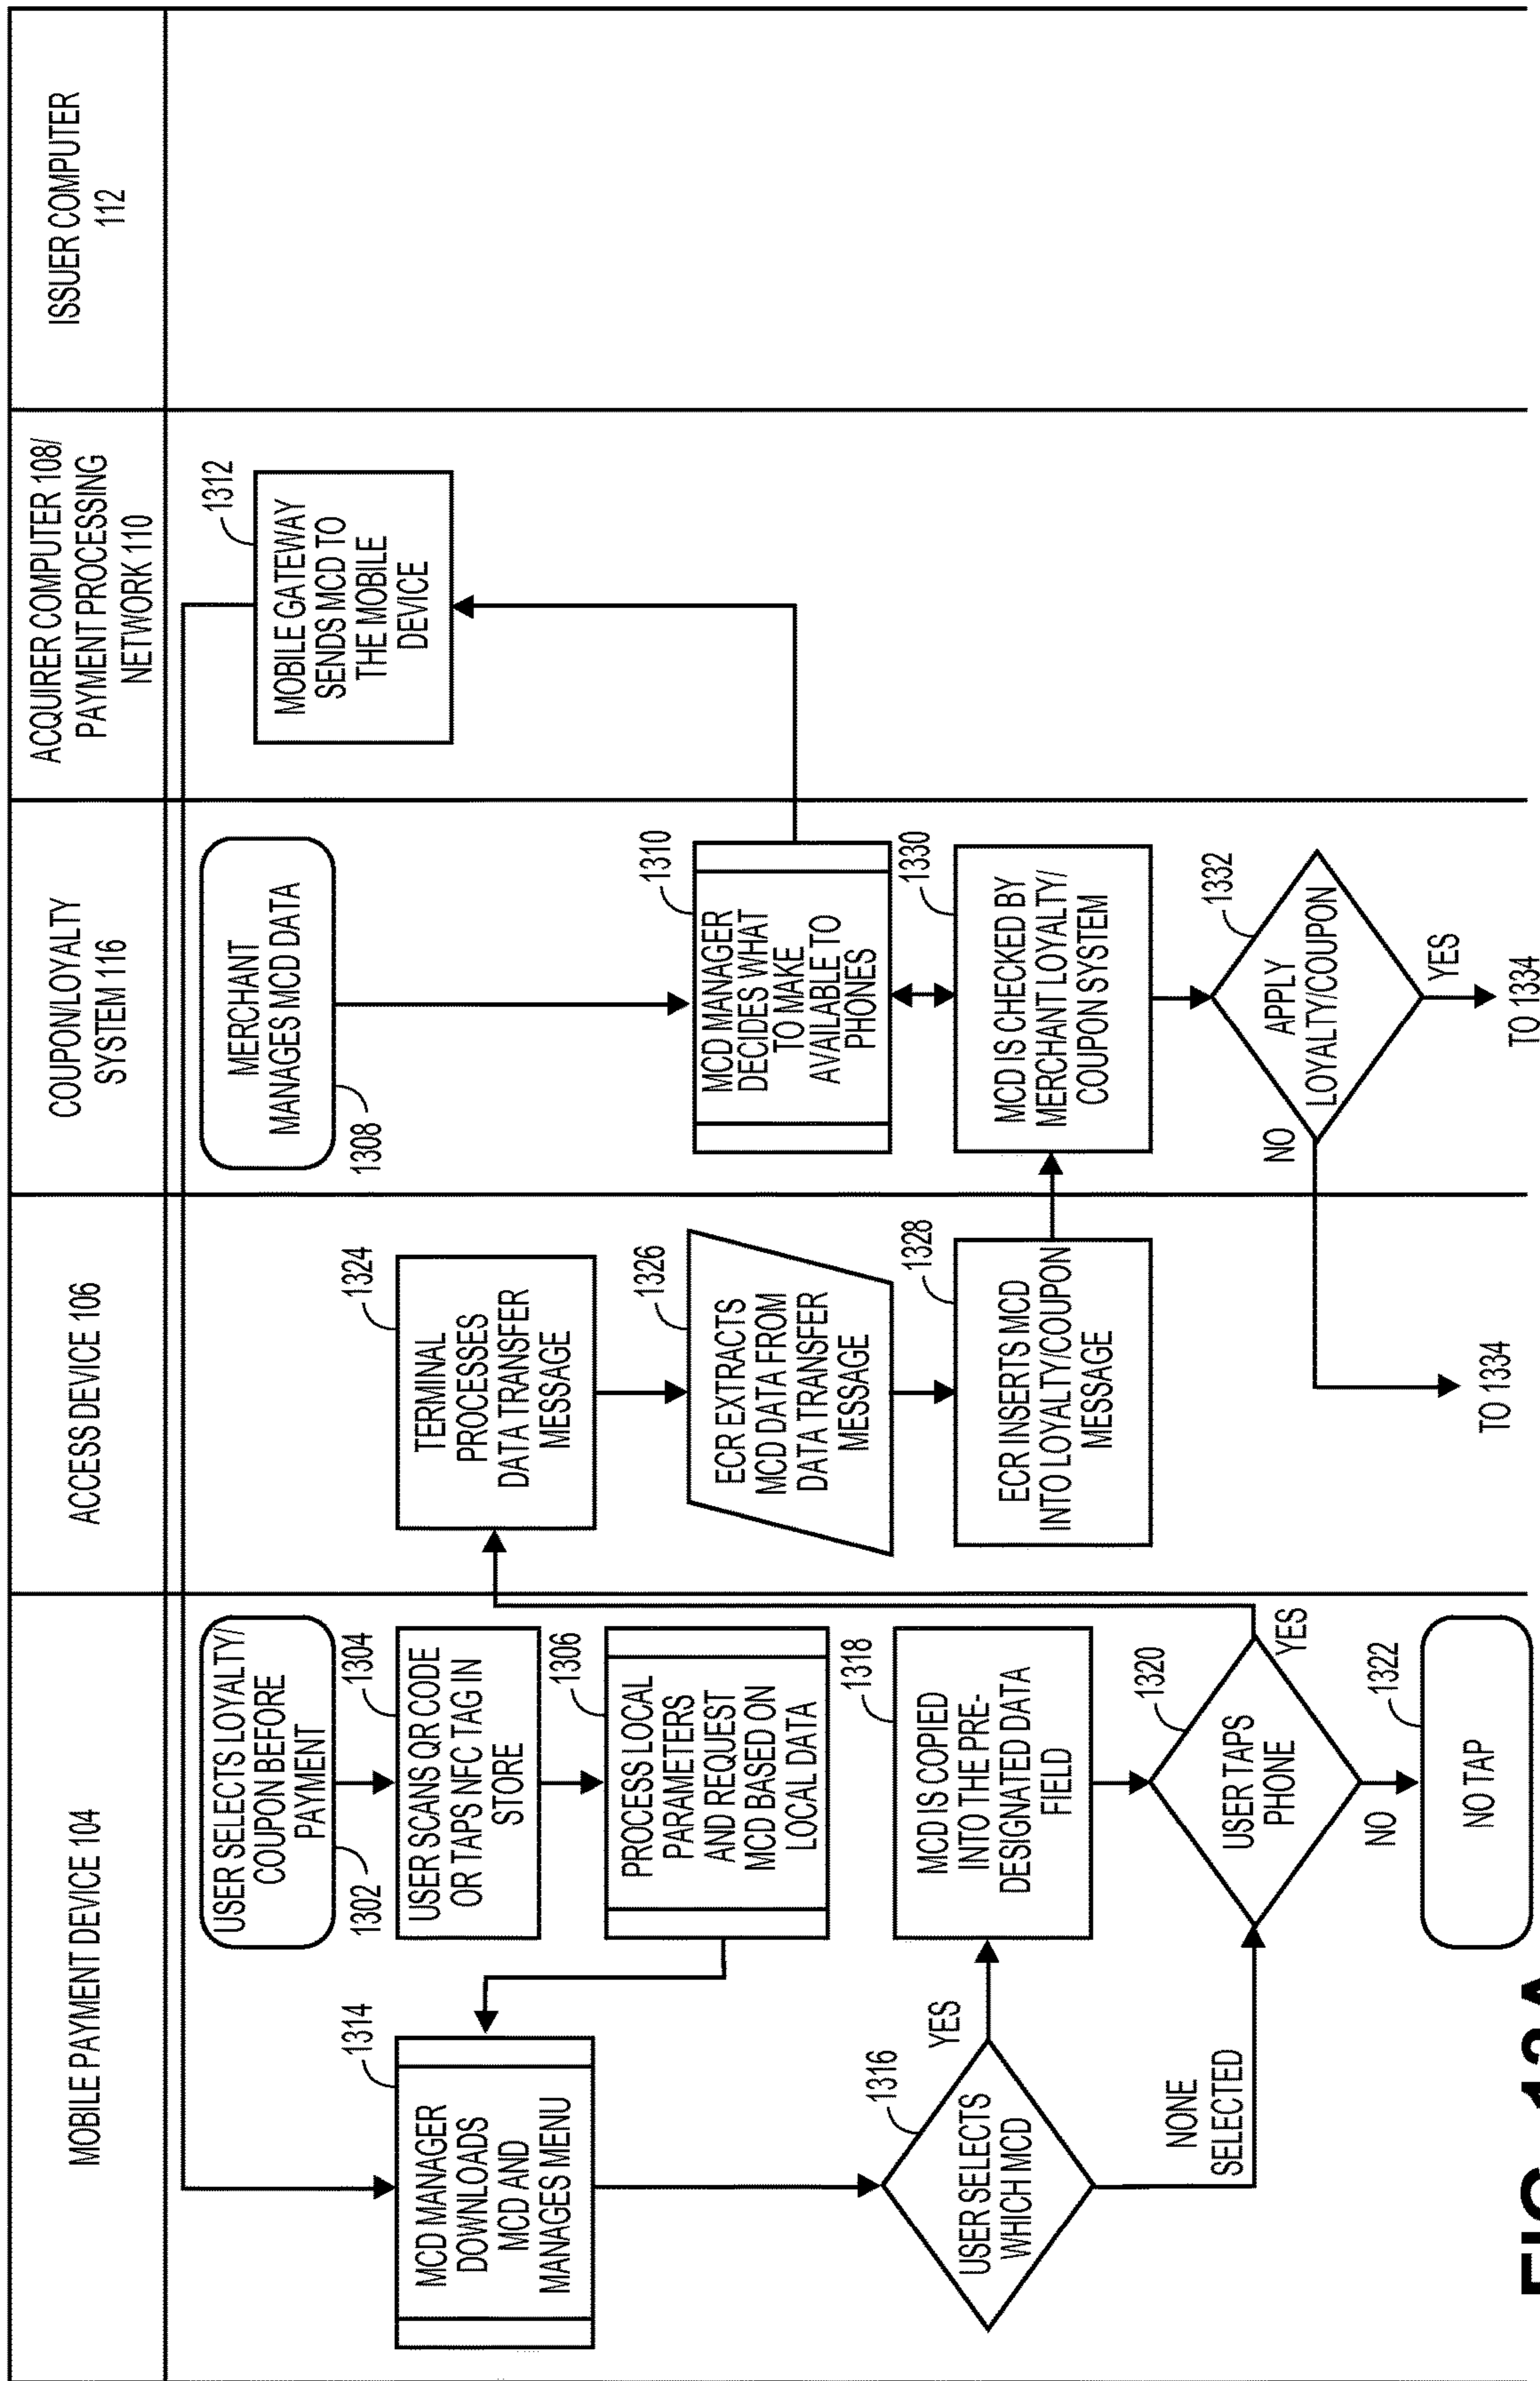 MOBILE PAYMENT DEVICE 104
ACCESS DEVICE 106
COUPON/LOYALTY
SYSTEM 116
ACQUIRER COMPUTER 108/
PAYMENT PROCESSING
NETWORK 110
ISSUER COMPUTER
112
USER SELECTS LOYALTY/
COUPON BEFORE
PAYMENT
1302
1304
USER SCANS QR CODE
OR TAPS NFC TAG IN
STORE
1306
PROCESS LOCAL
PARAMETERS
AND REQUEST
MCD BASED ON
LOCAL DATA
MERCHANT
MANAGES MCD DATA
1308
1310
MCD MANAGER
DECIDES WHAT
TO MAKE
AVAILABLE TO
PHONES
1312
MOBILE GATEWAY
SENDS MCD TO
THE MOBILE
DEVICE
1314
MCD MANAGER
DOWNLOADS
MCD AND
MANAGES MENU
1316
USER SELECTS
WHICH MCD
YES
NONE
SELECTED
1318
MCD IS COPIED
INTO THE PRE-
DESIGNATED DATA
FIELD
1320
USER TAPS
PHONE
YES
NO
1322
NO TAP
1324
TERMINAL
PROCESSES
DATA TRANSFER
MESSAGE
1326
ECR EXTRACTS
MCD DATA FROM
DATA TRANSFER
MESSAGE
1328
ECR INSERTS MCD
INTO LOYALTY/COUPON
MESSAGE
1330
MCD IS CHECKED BY
MERCHANT LOYALTY/
COUPON SYSTEM
1332
APPLY
LOYALTY/COUPON
NO
YES
TO 1334
TO 1334